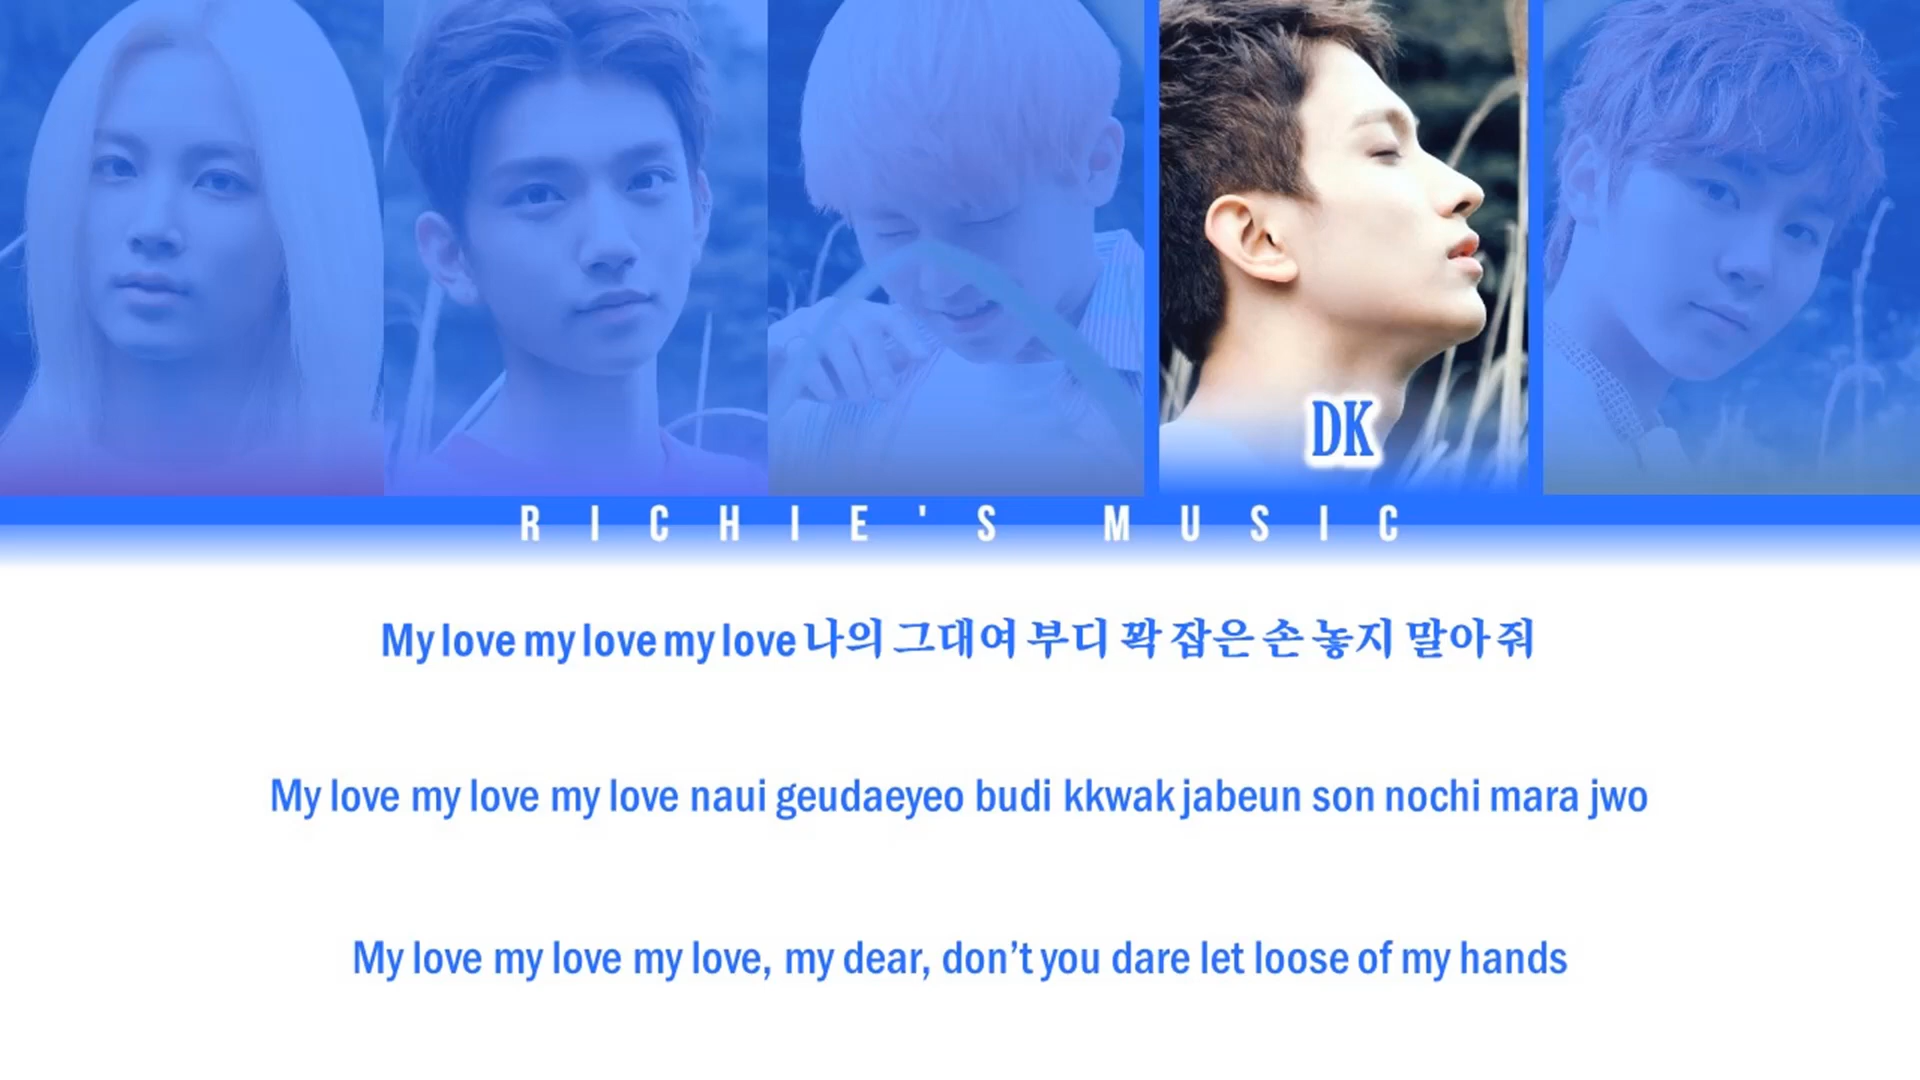 DK
RICHIE'S MUSIC
My love my love my love 나의 그대여 부디 꽉 잡은 손 놓지 말아 줘
My love my love my love naui geudaeyeo budi kkwak jabeun son nochi mara jwo
My love my love my love, my dear, don’t you dare let loose of my hands